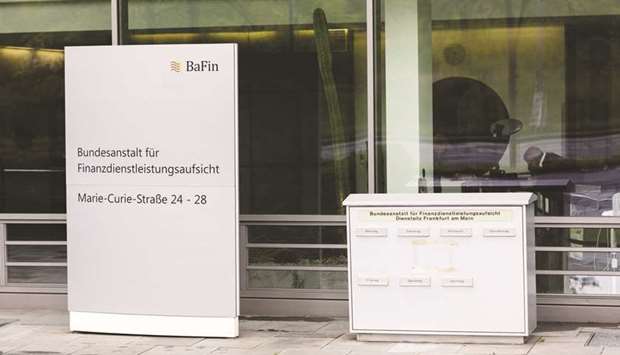 BaFin
Bundesanstalt für
Finanzdienstleistungsaufsicht
Marie-Curie-Straße 24 - 28
Bundesanstalt für Finanzdienstleistungsaufsicht
Dienstsitz Frankfurt am Main